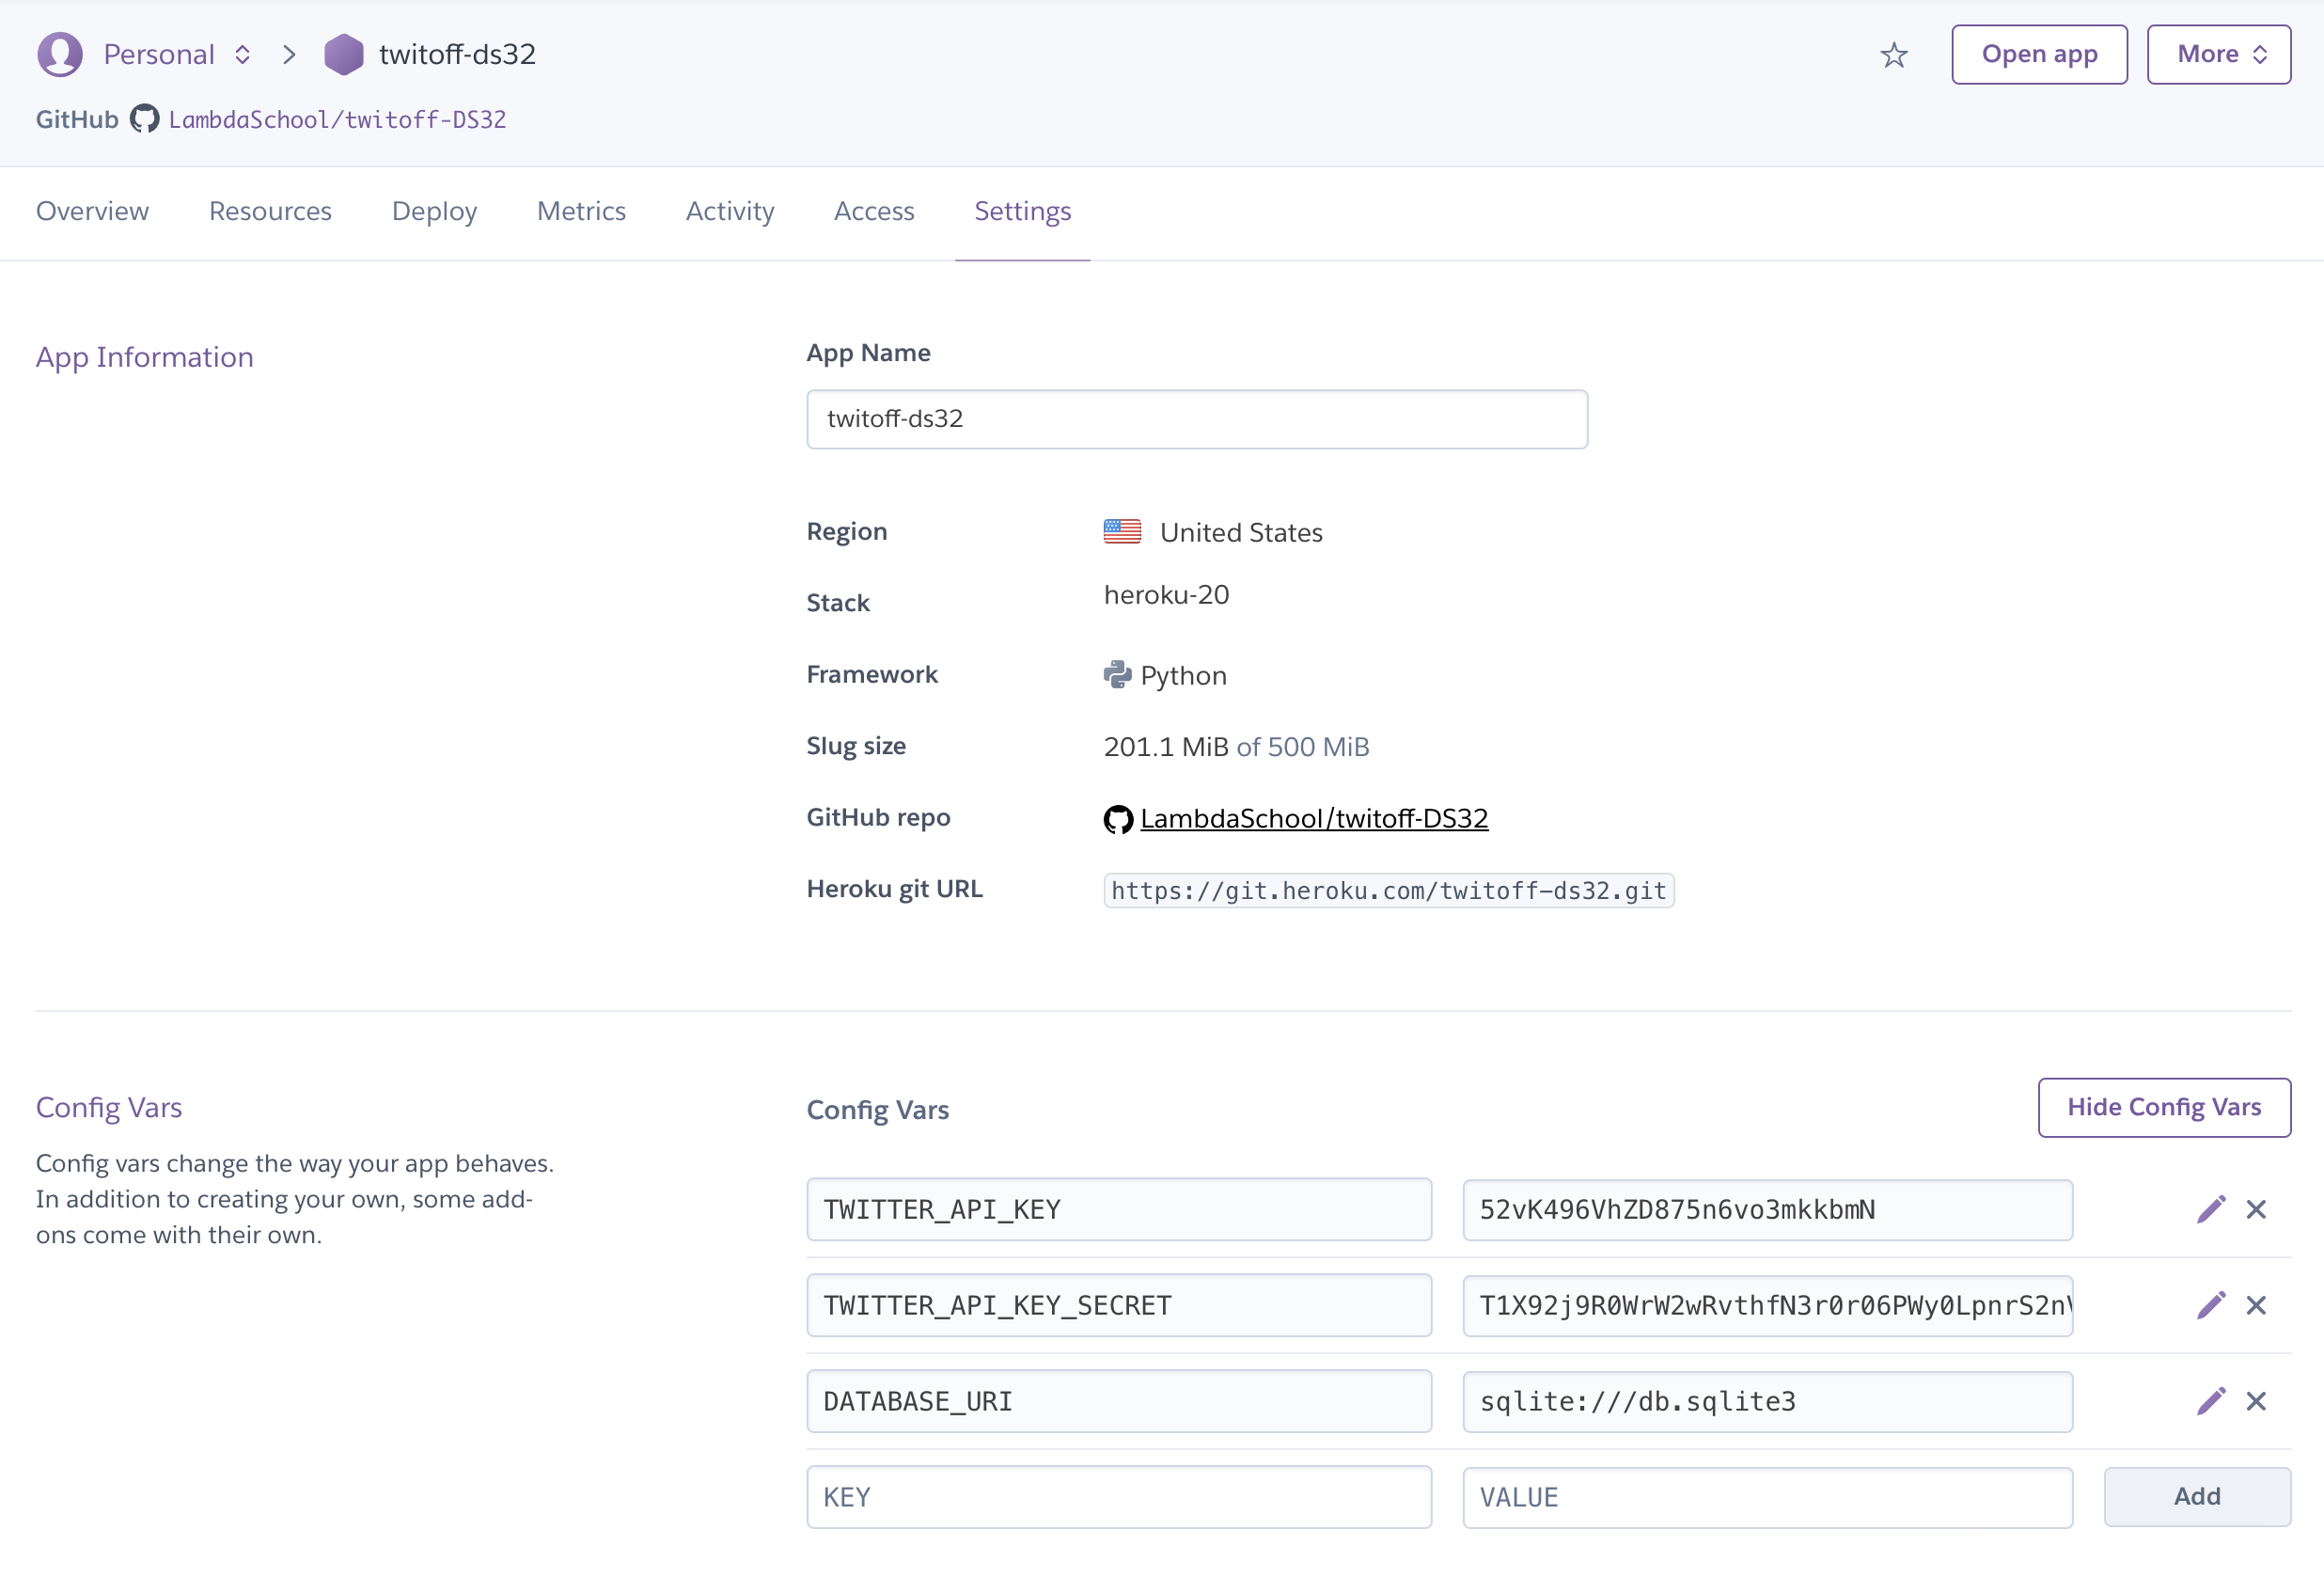 Personal > twitoff-ds32
Open app
More
GitHub LambdaSchool/twitoff-DS32
Overview Resources Deploy Metrics Activity Access Settings
App Information
App Name
twitoff-ds32
Region United States
Stack heroku-20
Framework Python
Slug size 201.1 MiB of 500 MiB
GitHub repo LambdaSchool/twitoff-DS32
Heroku git URL https://git.heroku.com/twitoff-ds32.git
Config Vars
Config vars change the way your app behaves.
In addition to creating your own, some add-
ons come with their own.
Config Vars
Hide Config Vars
TWITTER_API_KEY 52vK496VhZD875n6vo3mkkbmN
TWITTER_API_KEY_SECRET T1X92j9R0WrW2wRvthfN3r0r06PWy0LpnrS2n
DATABASE_URI sqlite:///db.sqlite3
KEY VALUE Add